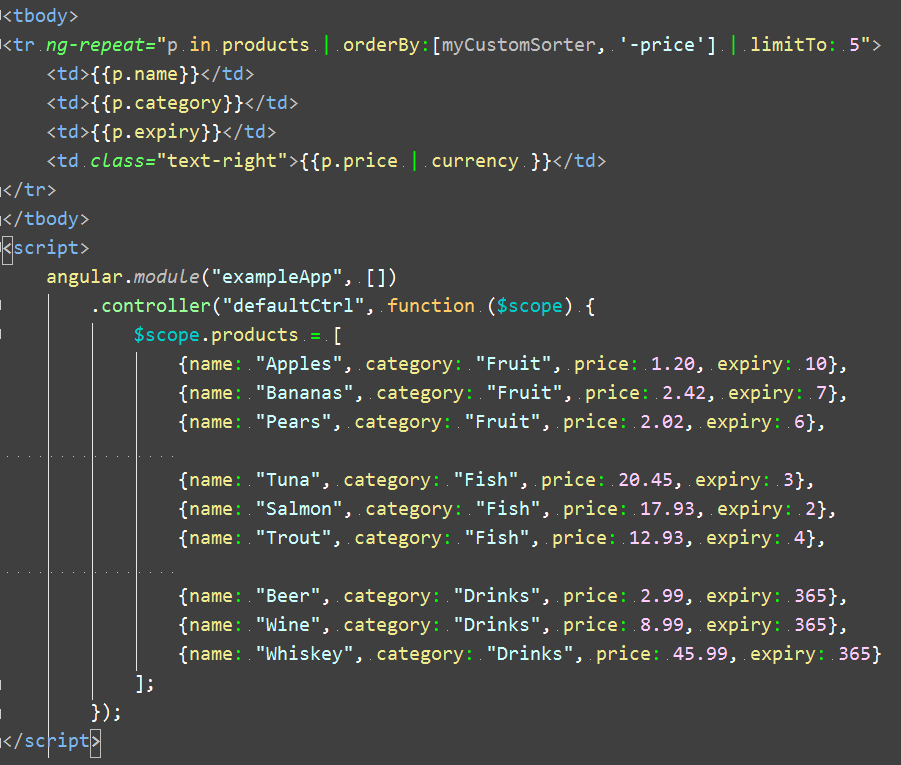 <tbody>
<tr ng-repeat="p in products | orderBy:[myCustomSorter, '-price'] | limitTo: 5">
    <td>{{p.name}}</td>
    <td>{{p.category}}</td>
    <td>{{p.expiry}}</td>
    <td class="text-right">{{p.price | currency }}</td>
</tr>
</tbody>
<script>
    angular.module("exampleApp", [])
        .controller("defaultCtrl", function ($scope) {
            $scope.products = [
                {name: "Apples", category: "Fruit", price: 1.20, expiry: 10},
                {name: "Bananas", category: "Fruit", price: 2.42, expiry: 7},
                {name: "Pears", category: "Fruit", price: 2.02, expiry: 6},

                {name: "Tuna", category: "Fish", price: 20.45, expiry: 3},
                {name: "Salmon", category: "Fish", price: 17.93, expiry: 2},
                {name: "Trout", category: "Fish", price: 12.93, expiry: 4},

                {name: "Beer", category: "Drinks", price: 2.99, expiry: 365},
                {name: "Wine", category: "Drinks", price: 8.99, expiry: 365},
                {name: "Whiskey", category: "Drinks", price: 45.99, expiry: 365}
            ];
        });
</script>